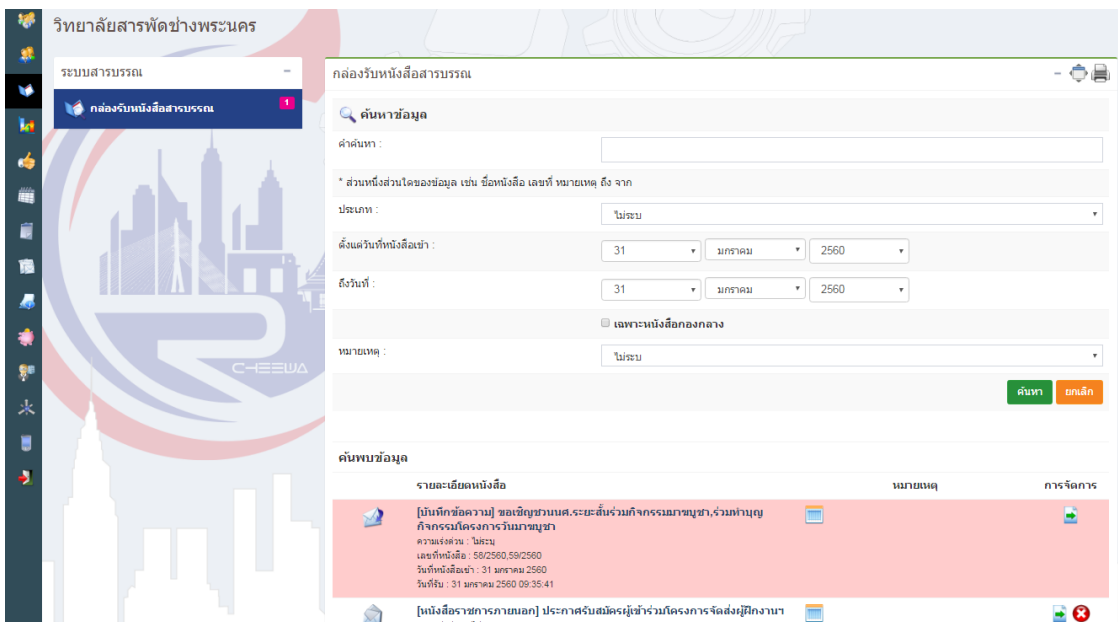 วิทยาลัยสารพัดช่างพระนคร
ระบบสารบรรณ
กล่องรับหนังสือสารบรรณ 1
กล่องรับหนังสือสารบรรณ
ค้นหาข้อมูล
คำค้นหา :
* ส่วนหนึ่งส่วนใดของข้อมูล เช่น ชื่อหนังสือ เลขที่ หมายเหตุ ถึง จาก
ประเภท : ไม่ระบุ
ตั้งแต่วันที่หนังสือเข้า : 31 มกราคม 2560
ถึงวันที่ : 31 มกราคม 2560
เฉพาะหนังสือกองกลาง
หมายเหตุ : ไม่ระบุ
CHEEWA
ค้นหา ยกเลิก
ค้นพบข้อมูล
รายละเอียดหนังสือ หมายเหตุ การจัดการ
[บันทึกข้อความ] ขอเชิญชวนนศ.ระยะสั้นร่วมกิจกรรมมาฆบูชา,ร่วมทำบุญ
กิจกรรมโครงการวันมาฆบูชา
ความเร่งด่วน : ไม่ระบุ
เลขที่หนังสือ : 58/2560,59/2560
วันที่หนังสือเข้า : 31 มกราคม 2560
วันที่รับ : 31 มกราคม 2560 09:35:41
[หนังสือราชการภายนอก] ประกาศรับสมัครผู้เข้าร่วมโครงการจัดส่งผู้ฝึกงานฯ